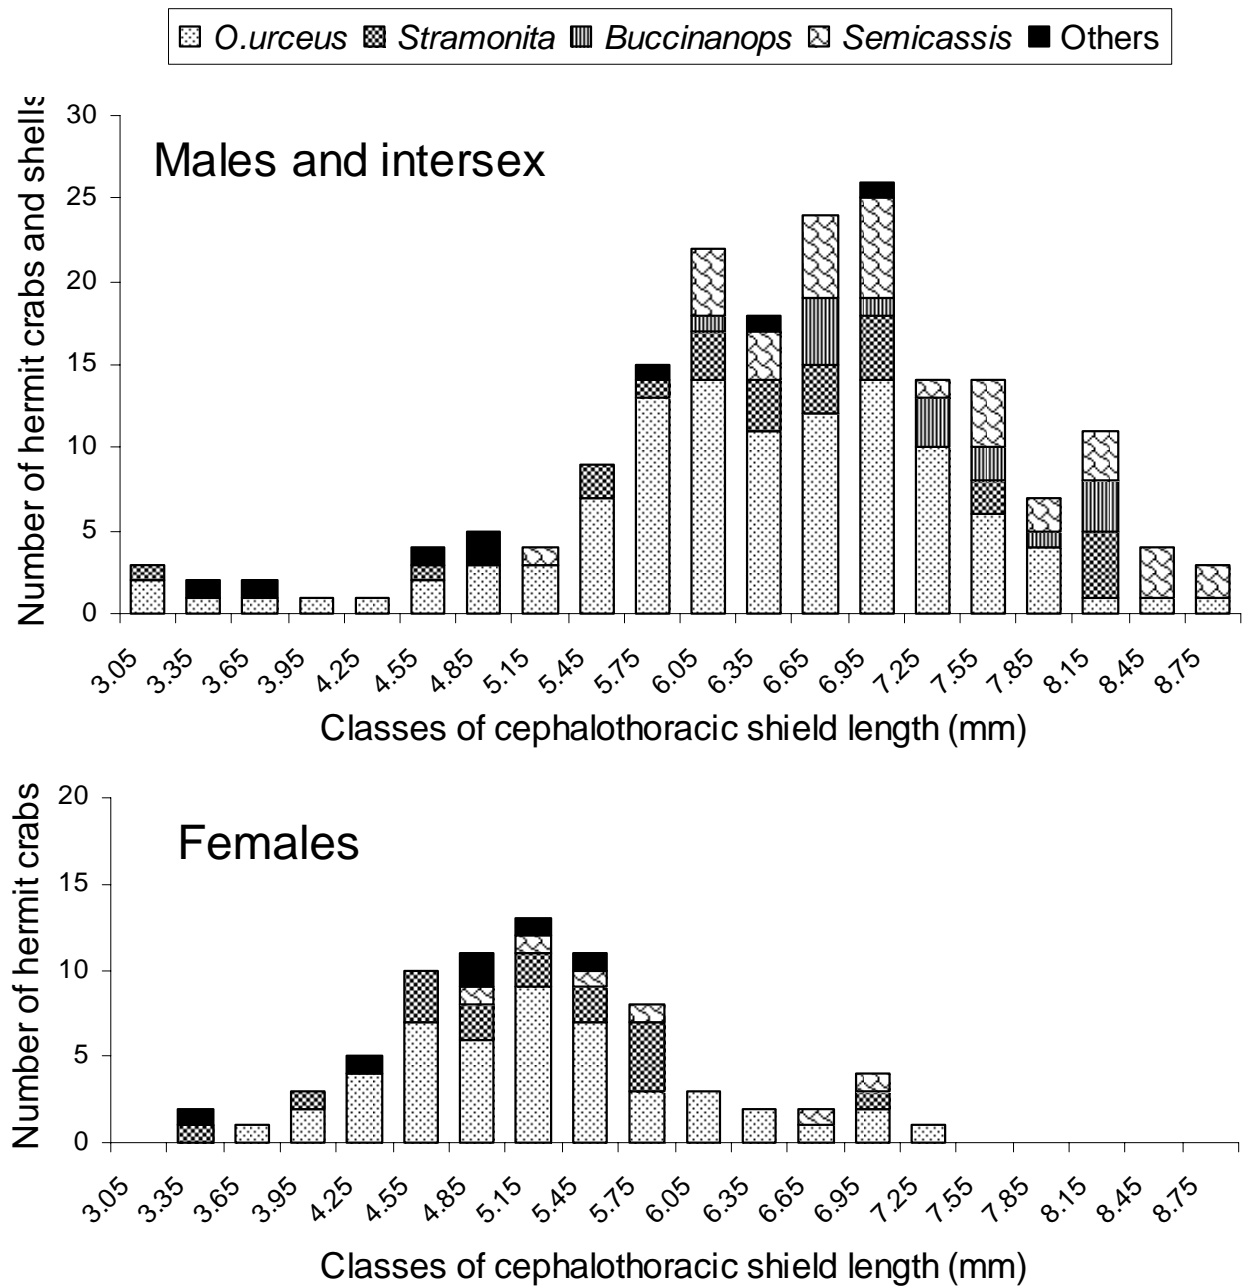 O.urceus Stramonita Buccinanops Semicassis Others
Number of hermit crabs and shells
30
25
20
15
10
5
0
Males and intersex
3.05 3.35 3.65 3.95 4.25 4.55 4.85 5.15 5.45 5.75 6.05 6.35 6.65 6.95 7.25 7.55 7.85 8.15 8.45 8.75
Classes of cephalothoracic shield length (mm)
Number of hermit crabs
20
15
10
5
0
Females
3.05 3.35 3.65 3.95 4.25 4.55 4.85 5.15 5.45 5.75 6.05 6.35 6.65 6.95 7.25 7.55 7.85 8.15 8.45 8.75
Classes of cephalothoracic shield length (mm)